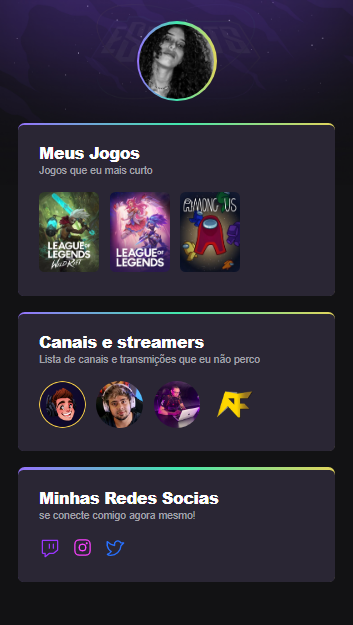 ESPORTS
Meus Jogos
Jogos que eu mais curto
LEAGUE OF
LEGENDS
WILD RIFT
LEAGUE OF
LEGENDS
AMONG US
Canais e streamers
Lista de canais e transmições que eu não perco
Minhas Redes Socias
se conecte comigo agora mesmo!